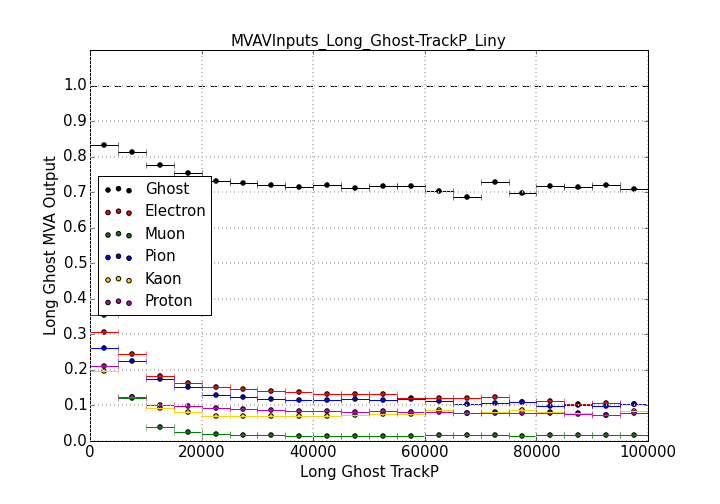 MVAVInputs_Long_Ghost-TrackP_Liny
1.0
0.9
0.8
0.7
0.6
0.5
0.4
0.3
0.2
0.1
0.0
Long Ghost MVA Output
Ghost
Electron
Muon
Pion
Kaon
Proton
0 20000 40000 60000 80000 100000
Long Ghost TrackP